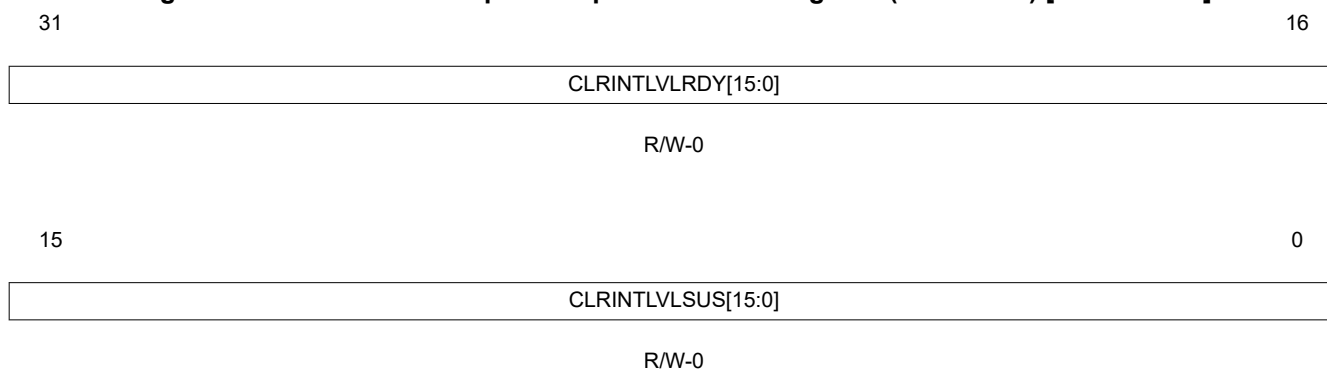 31 16
CLRINTLVLRDY[15:0]
R/W-0
15 0
CLRINTLVLSUS[15:0]
R/W-0